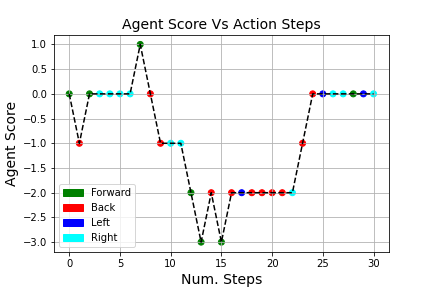 Agent Score Vs Action Steps
1.0
0.5
0.0
−0.5
−1.0
−1.5
−2.0
−2.5
−3.0
Agent Score
Forward
Back
Left
Right
0 5 10 15 20 25 30
Num. Steps